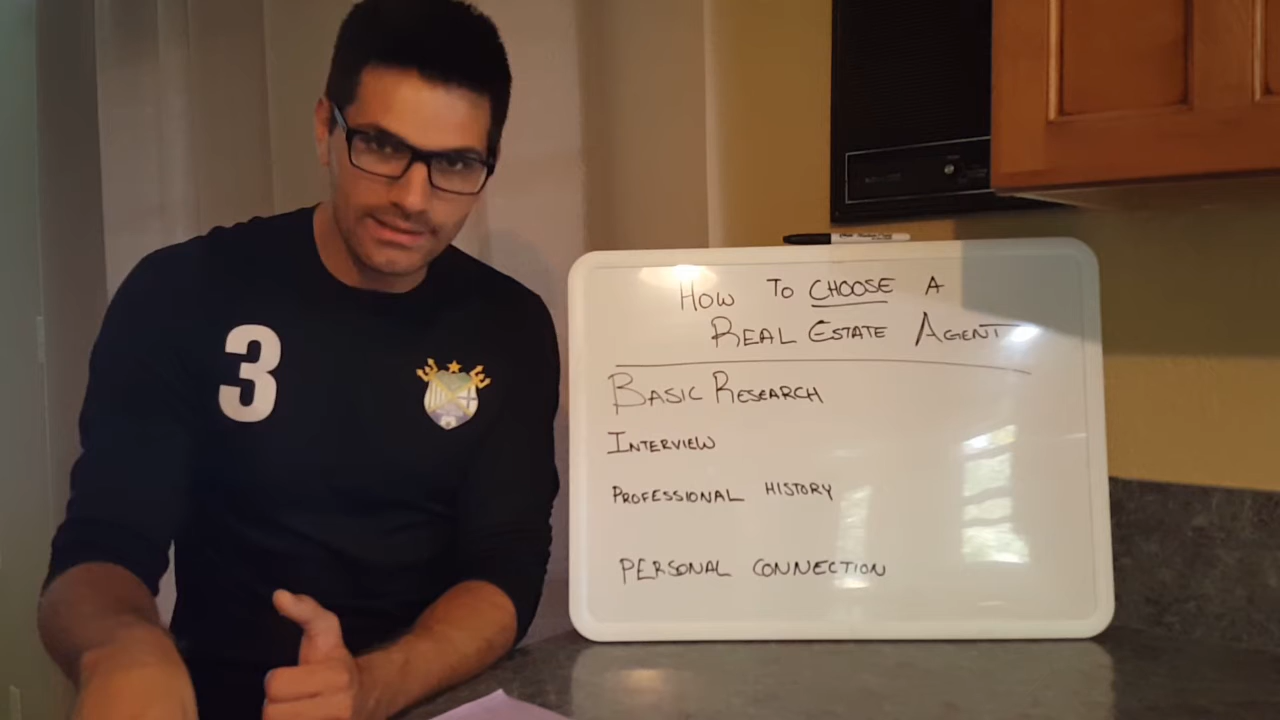 3
HOW TO CHOOSE A
REAL ESTATE AGENT
BASIC RESEARCH
INTERVIEW
PROFESSIONAL HISTORY
PERSONAL CONNECTION